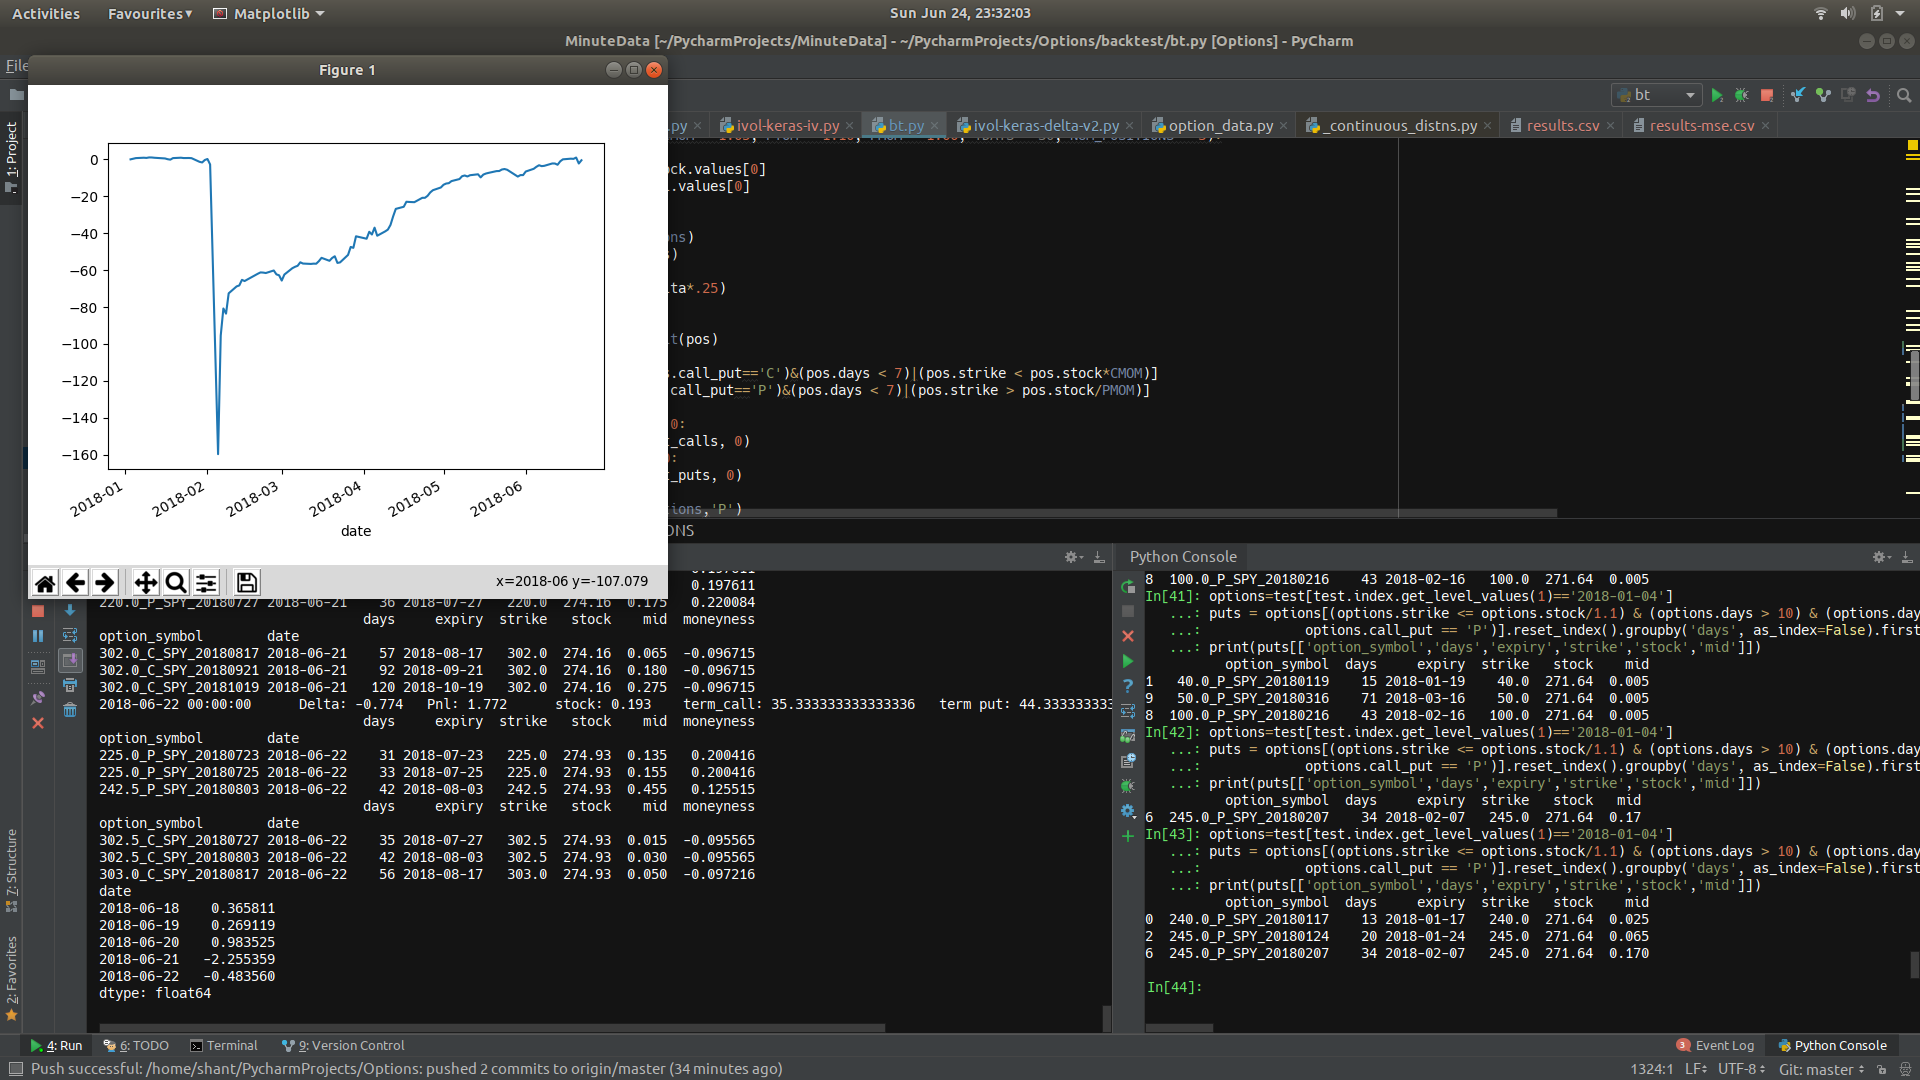 Activities
Favourites▾
Matplotlib
Sun Jun 24, 23:32:03
MinuteData [~/PycharmProjects/MinuteData] - ~/PycharmProjects/Options/backtest/bt.py [Options] - PyCharm
File
Figure 1
bt
.py
ivol-keras-iv.py
bt.py
ivol-keras-delta-v2.py
option_data.py
_continuous_distns.py
results.csv
results-mse.csv
1: Project
7: Structure
2: Favorites
0
−20
−40
−60
−80
−100
−120
−140
−160
2018-01
2018-02
2018-03
2018-04
2018-05
2018-06
date
x=2018-06 y=-107.079
ock.values[0]
.values[0]
ns)
s)
lta*.25)
t(pos)
.call_put=='C')&(pos.days < 7)|(pos.strike < pos.stock*CMOM)]
call_put=='P')&(pos.days < 7)|(pos.strike > pos.stock/PMOM)]
0:
t_calls, 0)
0:
t_puts, 0)
ions,'P')
ONS
0.197611
220.0_P_SPY_20180727 2018-06-21 36 2018-07-27 220.0 274.16 0.175 0.220084
days expiry strike stock mid moneyness
option_symbol date
302.0_C_SPY_20180817 2018-06-21 57 2018-08-17 302.0 274.16 0.065 -0.096715
302.0_C_SPY_20180921 2018-06-21 92 2018-09-21 302.0 274.16 0.180 -0.096715
302.0_C_SPY_20181019 2018-06-21 120 2018-10-19 302.0 274.16 0.275 -0.096715
2018-06-22 00:00:00 Delta: -0.774 Pnl: 1.772 stock: 0.193 term_call: 35.333333333333336 term put: 44.333333333
days expiry strike stock mid moneyness
option_symbol date
225.0_P_SPY_20180723 2018-06-22 31 2018-07-23 225.0 274.93 0.135 0.200416
225.0_P_SPY_20180725 2018-06-22 33 2018-07-25 225.0 274.93 0.155 0.200416
242.5_P_SPY_20180803 2018-06-22 42 2018-08-03 242.5 274.93 0.455 0.125515
days expiry strike stock mid moneyness
option_symbol date
302.5_C_SPY_20180727 2018-06-22 35 2018-07-27 302.5 274.93 0.015 -0.095565
302.5_C_SPY_20180803 2018-06-22 42 2018-08-03 302.5 274.93 0.030 -0.095565
303.0_C_SPY_20180817 2018-06-22 56 2018-08-17 303.0 274.93 0.050 -0.097216
date
2018-06-18 0.365811
2018-06-19 0.269119
2018-06-20 0.983525
2018-06-21 -2.255359
2018-06-22 -0.483560
dtype: float64
Python Console
8 100.0_P_SPY_20180216 43 2018-02-16 100.0 271.64 0.005
In[41]: options=test[test.index.get_level_values(1)=='2018-01-04']
...: puts = options[(options.strike <= options.stock/1.1) & (options.days > 10) & (options.day
...: options.call_put == 'P')].reset_index().groupby('days', as_index=False).first
...: print(puts[['option_symbol','days','expiry','strike','stock','mid']])
option_symbol days expiry strike stock mid
1 40.0_P_SPY_20180119 15 2018-01-19 40.0 271.64 0.005
9 50.0_P_SPY_20180316 71 2018-03-16 50.0 271.64 0.005
8 100.0_P_SPY_20180216 43 2018-02-16 100.0 271.64 0.005
In[42]: options=test[test.index.get_level_values(1)=='2018-01-04']
...: puts = options[(options.strike <= options.stock/1.1) & (options.days > 10) & (options.day
...: options.call_put == 'P')].reset_index().groupby('days', as_index=False).first
...: print(puts[['option_symbol','days','expiry','strike','stock','mid']])
option_symbol days expiry strike stock mid
6 245.0_P_SPY_20180207 34 2018-02-07 245.0 271.64 0.17
In[43]: options=test[test.index.get_level_values(1)=='2018-01-04']
...: puts = options[(options.strike <= options.stock/1.1) & (options.days > 10) & (options.day
...: options.call_put == 'P')].reset_index().groupby('days', as_index=False).first
...: print(puts[['option_symbol','days','expiry','strike','stock','mid']])
option_symbol days expiry strike stock mid
0 240.0_P_SPY_20180117 13 2018-01-17 240.0 271.64 0.025
2 245.0_P_SPY_20180124 20 2018-01-24 245.0 271.64 0.065
6 245.0_P_SPY_20180207 34 2018-02-07 245.0 271.64 0.170
In[44]:
4: Run
6: TODO
Terminal
9: Version Control
3 Event Log
Python Console
Push successful: /home/shant/PycharmProjects/Options: pushed 2 commits to origin/master (34 minutes ago)
1324:1
LF÷
UTF-8÷
Git: master÷